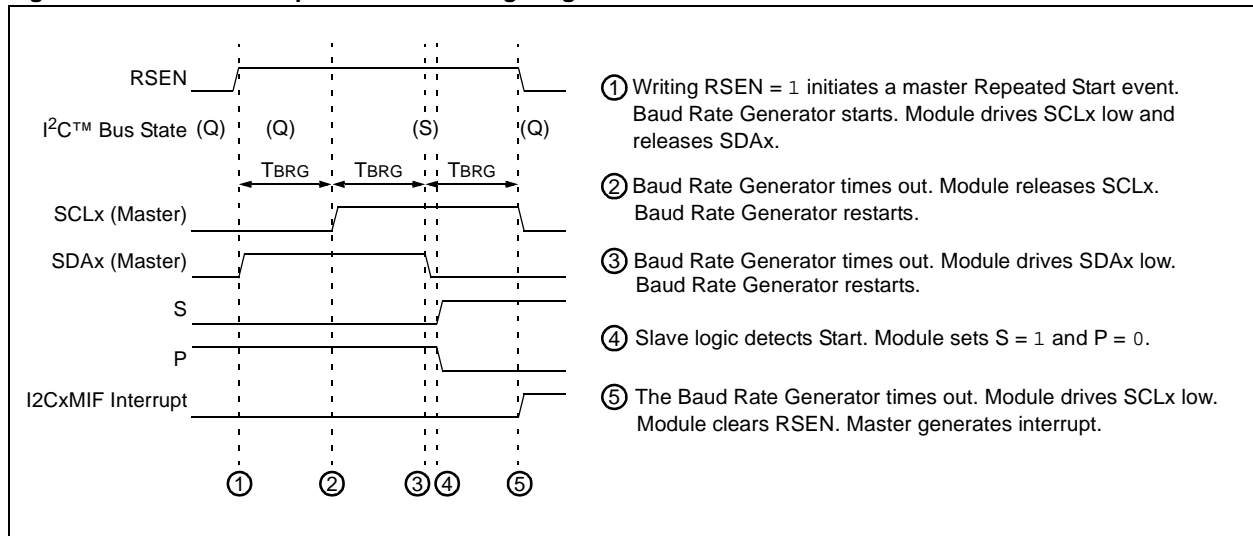 RSEN
I²C™ Bus State (Q) (Q) (S) (Q)
TBRG TBRG TBRG
SCLx (Master)
SDAx (Master)
S
P
I2CxMIF Interrupt
1 2 3 4 5
① Writing RSEN = 1 initiates a master Repeated Start event.
Baud Rate Generator starts. Module drives SCLx low and
releases SDAx.
② Baud Rate Generator times out. Module releases SCLx.
Baud Rate Generator restarts.
③ Baud Rate Generator times out. Module drives SDAx low.
Baud Rate Generator restarts.
④ Slave logic detects Start. Module sets S = 1 and P = 0.
⑤ The Baud Rate Generator times out. Module drives SCLx low.
Module clears RSEN. Master generates interrupt.